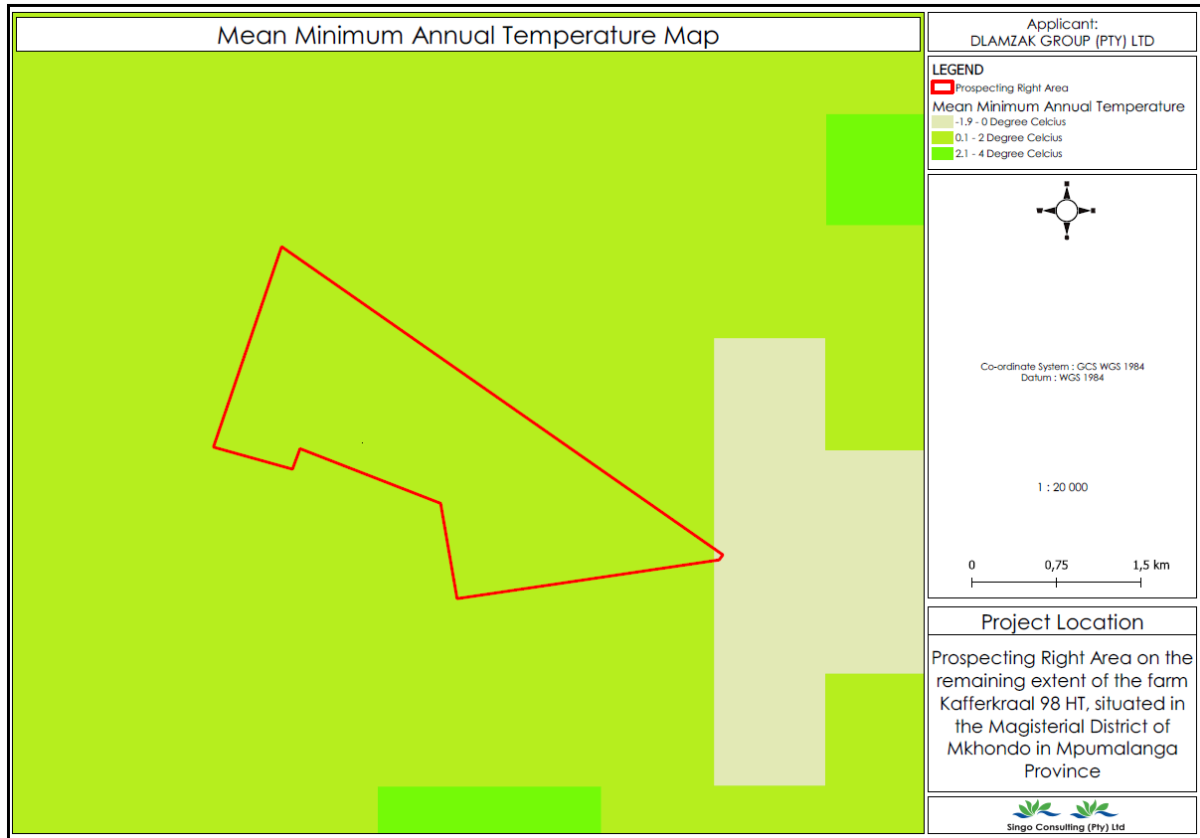 Mean Minimum Annual Temperature Map
Applicant:
DLAMZAK GROUP (PTY) LTD
LEGEND
Prospecting Right Area
Mean Minimum Annual Temperature
-1.9 - 0 Degree Celcius
0.1 - 2 Degree Celcius
2.1 - 4 Degree Celcius
Co-ordinate System : GCS WGS 1984
Datum : WGS 1984
1 : 20 000
0 0,75 1,5 km
Project Location
Prospecting Right Area on the
remaining extent of the farm
Kafferkraal 98 HT, situated in
the Magisterial District of
Mkhondo in Mpumalanga
Province
Singo Consulting (Pty) Ltd